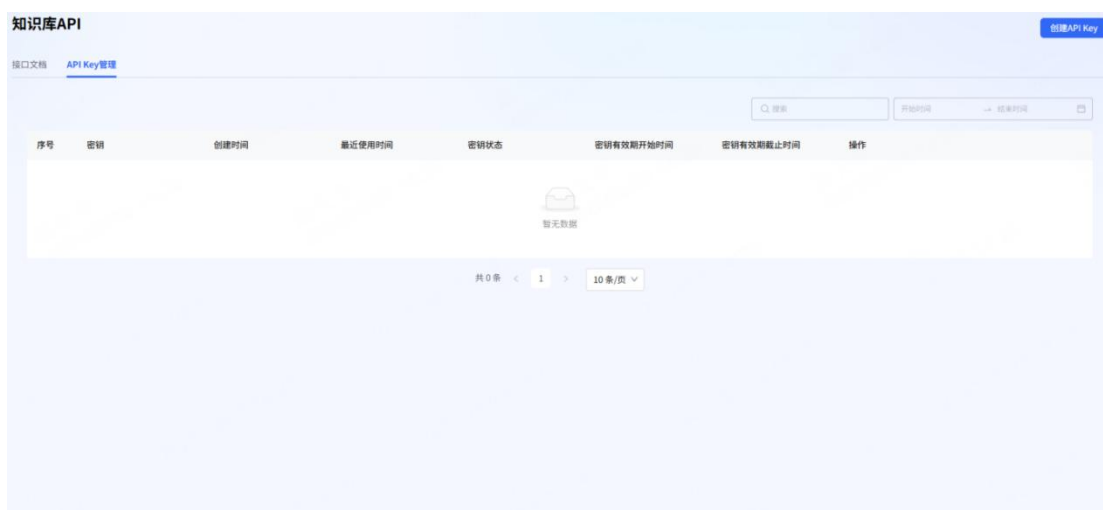 知识库API
创建API Key
接口文档 API Key管理
搜索 开始时间 → 结束时间
序号 密钥 创建时间 最近使用时间 密钥状态 密钥有效期开始时间 密钥有效期截止时间 操作
暂无数据
共 0 条 < 1 > 10 条/页